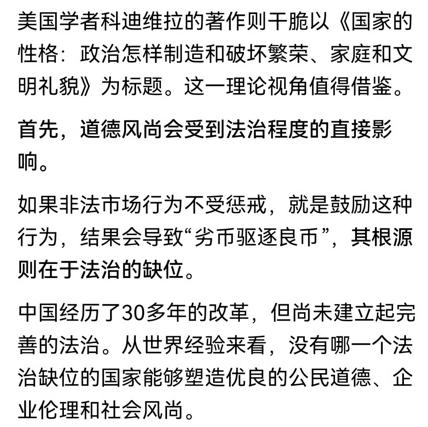 美国学者科迪维拉的著作则干脆以《国家的
性格：政治怎样制造和破坏繁荣、家庭和文
明礼貌》为标题。这一理论视角值得借鉴。
首先，道德风尚会受到法治程度的直接影
响。
如果非法市场行为不受惩戒，就是鼓励这种
行为，结果会导致“劣币驱逐良币”，其根源
则在于法治的缺位。
中国经历了30多年的改革，但尚未建立起完
善的法治。从世界经验来看，没有哪一个法
治缺位的国家能够塑造优良的公民道德、企
业伦理和社会风尚。